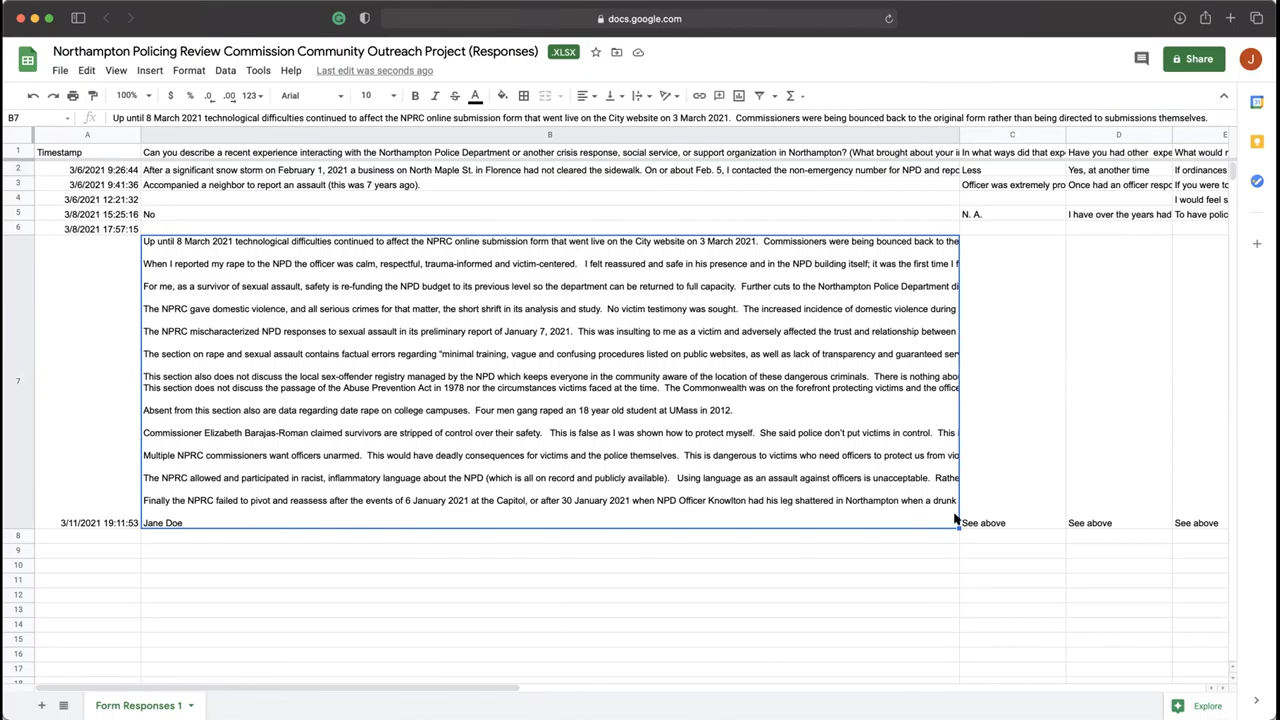 docs.google.com
Northampton Policing Review Commission Community Outreach Project (Responses) .XLSX
Share
J
File Edit View Insert Format Data Tools Help Last edit was seconds ago
100% $ % .0 .00 123 Arial 10 B I S A
B7 fx Up until 8 March 2021 technological difficulties continued to affect the NPRC online submission form that went live on the City website on 3 March 2021. Commissioners were being bounced back to the original form rather than being directed to submissions themselves.
A B C D E
1 Timestamp Can you describe a recent experience interacting with the Northampton Police Department or another crisis response, social service, or support organization in Northampton? (What brought about your i In what ways did that exp Have you had other expe What would r
2 3/6/2021 9:26:44 After a significant snow storm on February 1, 2021 a business on North Maple St. in Florence had not cleared the sidewalk. On or about Feb. 5, I contacted the non-emergency number for NPD and repo Less Yes, at another time If ordinances
3 3/6/2021 9:41:36 Accompanied a neighbor to report an assault (this was 7 years ago). Officer was extremely pro Once had an officer respo If you were to
4 3/6/2021 12:21:32 I would feel s
5 3/8/2021 15:25:16 No N. A. I have over the years had To have polic
6 3/8/2021 17:57:15
Up until 8 March 2021 technological difficulties continued to affect the NPRC online submission form that went live on the City website on 3 March 2021. Commissioners were being bounced back to the
When I reported my rape to the NPD the officer was calm, respectful, trauma-informed and victim-centered. I felt reassured and safe in his presence and in the NPD building itself; it was the first time I f
For me, as a survivor of sexual assault, safety is re-funding the NPD budget to its previous level so the department can be returned to full capacity. Further cuts to the Northampton Police Department di
The NPRC gave domestic violence, and all serious crimes for that matter, the short shrift in its analysis and study. No victim testimony was sought. The increased incidence of domestic violence during
The NPRC mischaracterized NPD responses to sexual assault in its preliminary report of January 7, 2021. This was insulting to me as a victim and adversely affected the trust and relationship between
The section on rape and sexual assault contains factual errors regarding "minimal training, vague and confusing procedures listed on public websites, as well as lack of transparency and guaranteed ser
This section also does not discuss the local sex-offender registry managed by the NPD which keeps everyone in the community aware of the location of these dangerous criminals. There is nothing abo
7
This section does not discuss the passage of the Abuse Prevention Act in 1978 nor the circumstances victims faced at the time. The Commonwealth was on the forefront protecting victims and the office
Absent from this section also are data regarding date rape on college campuses. Four men gang raped an 18 year old student at UMass in 2012.
Commissioner Elizabeth Barajas-Roman claimed survivors are stripped of control over their safety. This is false as I was shown how to protect myself. She said police don't put victims in control. This
Multiple NPRC commissioners want officers unarmed. This would have deadly consequences for victims and the police themselves. This is dangerous to victims who need officers to protect us from vio
The NPRC allowed and participated in racist, inflammatory language about the NPD (which is all on record and publicly available). Using language as an assault against officers is unacceptable. Rathe
Finally the NPRC failed to pivot and reassess after the events of 6 January 2021 at the Capitol, or after 30 January 2021 when NPD Officer Knowlton had his leg shattered in Northampton when a drunk
3/11/2021 19:11:53 Jane Doe See above See above See above
8
9
10
11
12
13
14
15
16
17
18
Form Responses 1 Explore